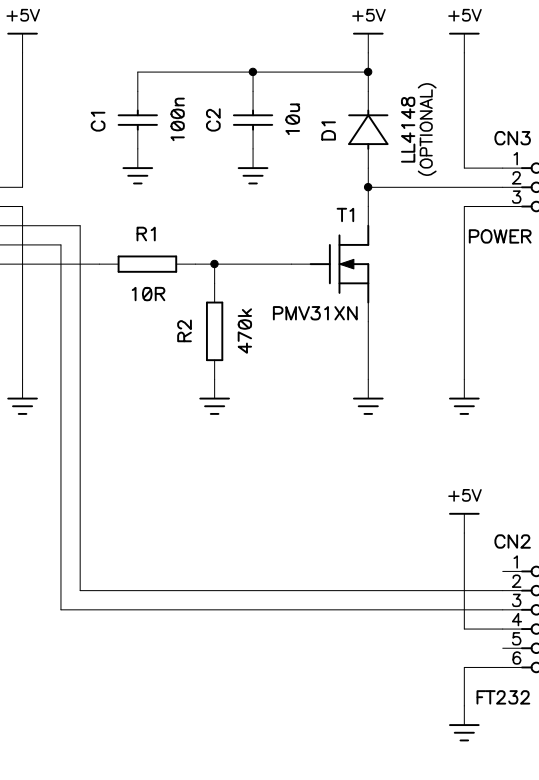 +5V
+5V
+5V
C1
100n
C2
10u
D1
LL4148
(OPTIONAL)
CN3
1
2
3
POWER
T1
PMV31XN
R1
10R
R2
470k
+5V
CN2
1
2
3
4
5
6
FT232